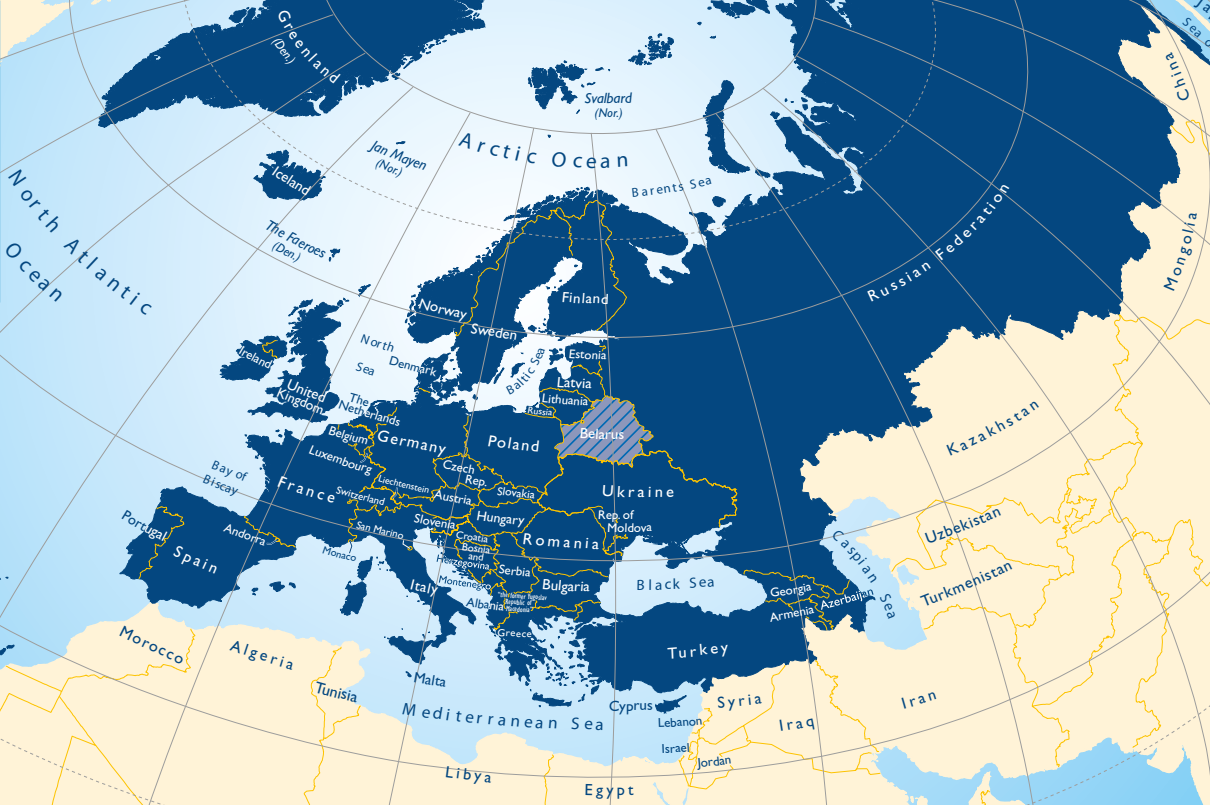 Greenland
(Den.)
Svalbard
(Nor.)
China
Sea o
Jan Mayen
(Nor.)
Arctic Ocean
Barents Sea
Iceland
North Atlantic
Ocean
The Faeroes
(Den.)
Russian Federation
Mongolia
Norway
Sweden
Finland
North
Sea
Denmark
Baltic Sea
Estonia
Latvia
Lithuania
Russia
Ireland
United
Kingdom
The
Netherlands
Belgium
Germany
Poland
Belarus
Kazakhstan
Luxembourg
Czech
Rep.
Slovakia
Ukraine
Bay of
Biscay
France
Liechtenstein
Switzerland
Austria
Hungary
Rep. of
Moldova
Uzbekistan
Portugal
Andorra
San Marino
Slovenia
Croatia
Bosnia
and
Herzegovina
Romania
Caspian Sea
Spain
Monaco
Italy
Montenegro
Serbia
Bulgaria
Black Sea
Georgia
Azerbaijan
Armenia
Turkmenistan
Albania
Republic of
Greece
Turkey
Morocco
Algeria
Tunisia
Malta
Mediterranean Sea
Cyprus
Syria
Lebanon
Iraq
Iran
Israel
Jordan
Libya
Egypt